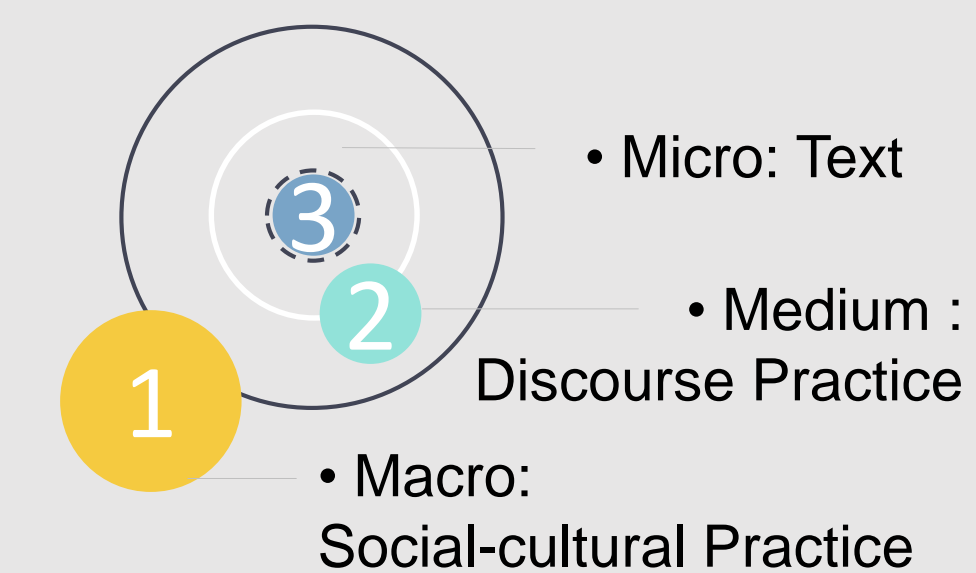 • Micro: Text
3
2
• Medium :
Discourse Practice
1
• Macro:
Social-cultural Practice